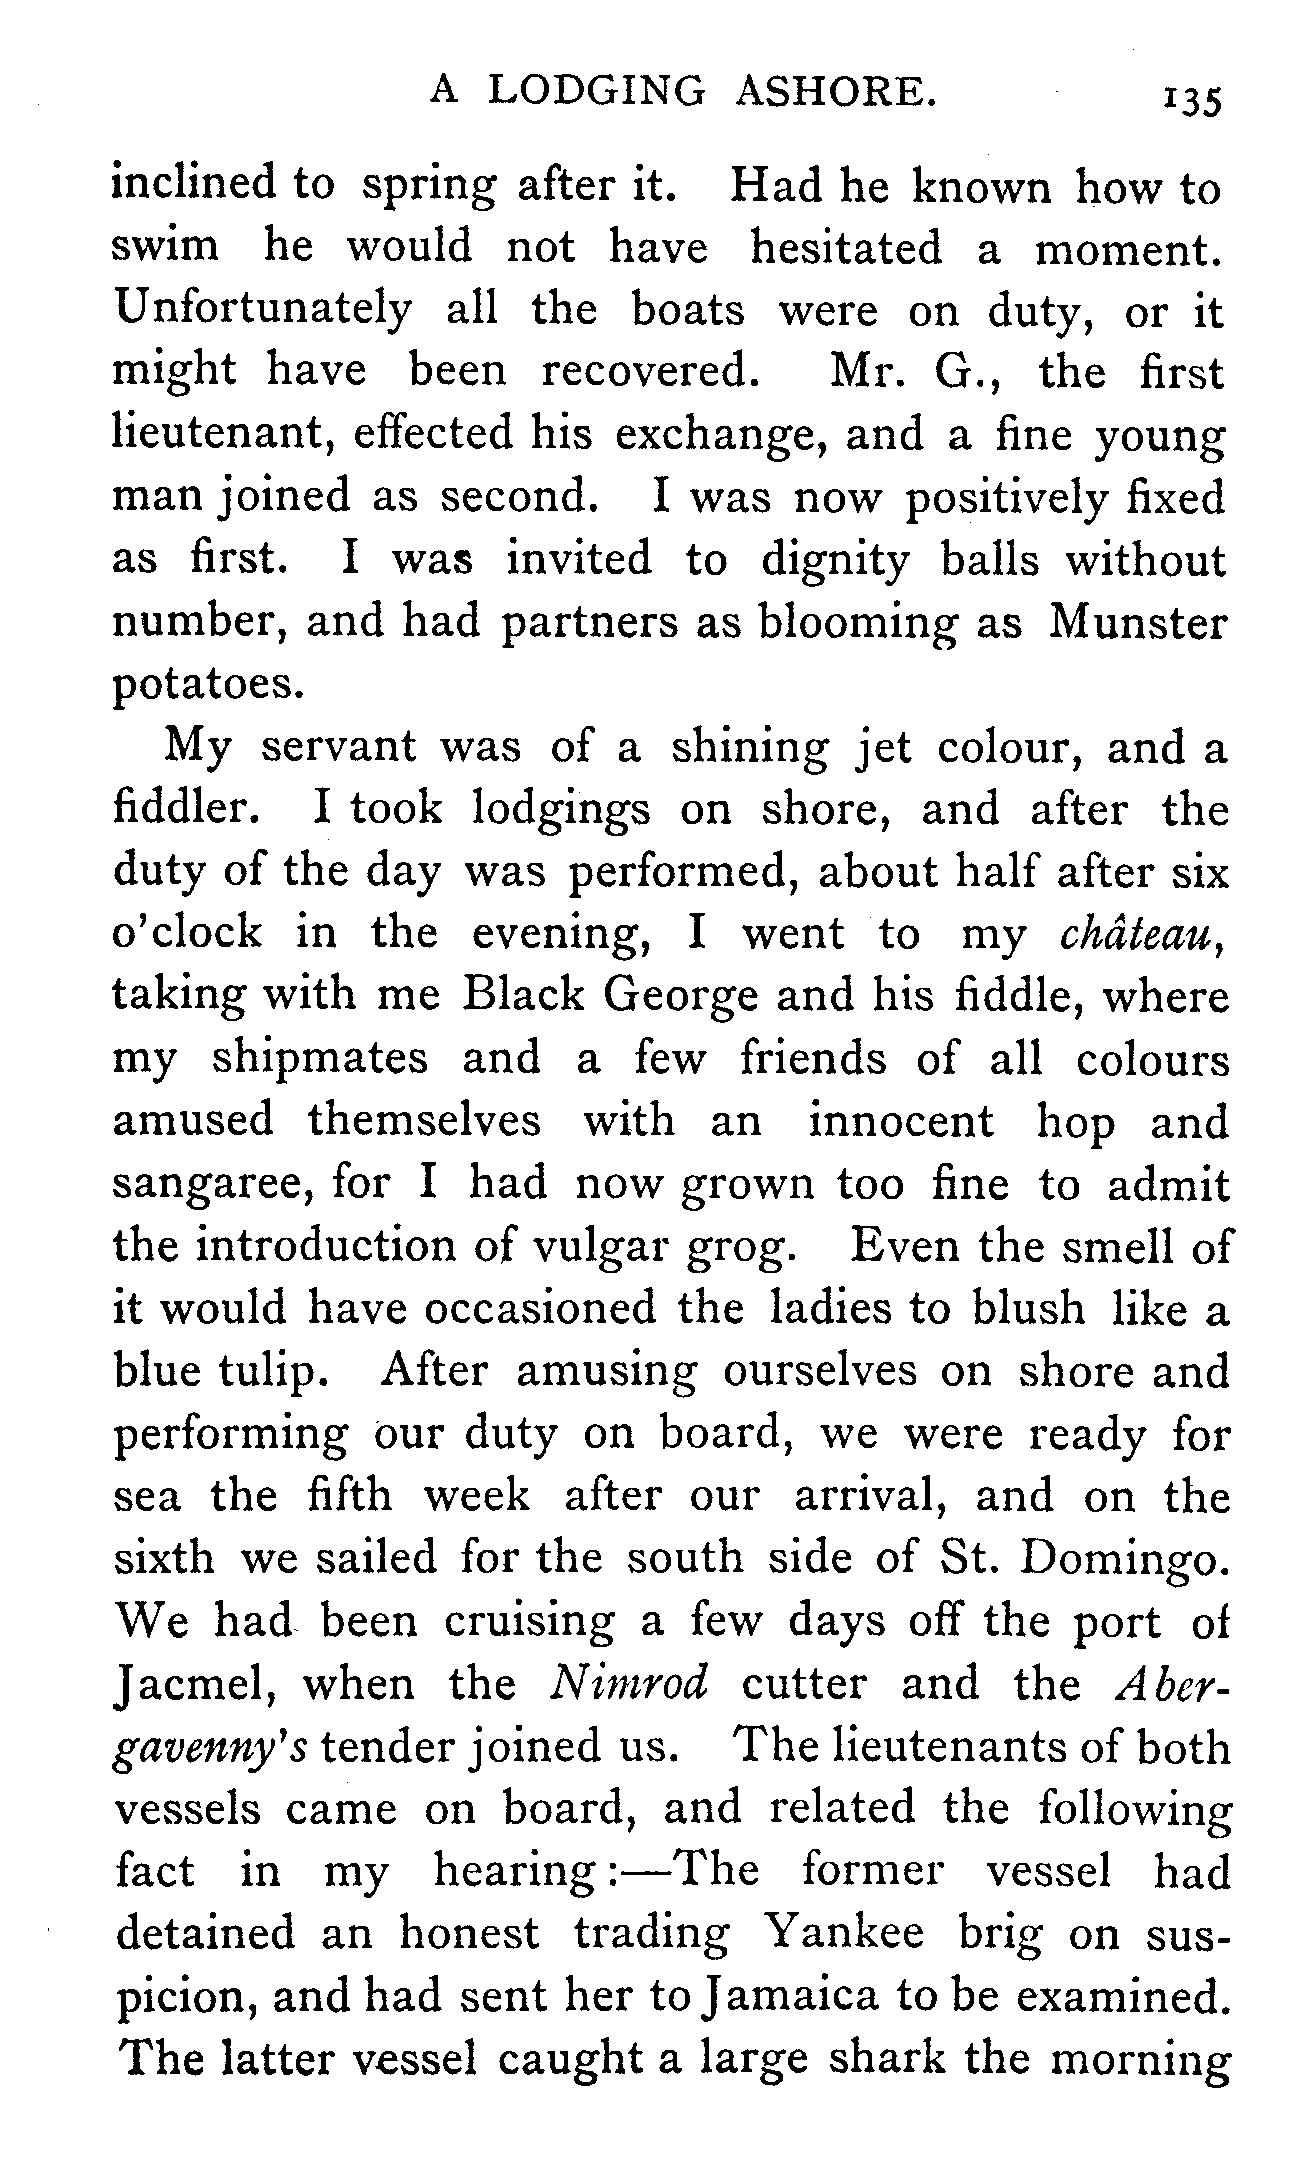 A LODGING ASHORE. 135
inclined to spring after it. Had he known how to
swim he would not have hesitated a moment.
Unfortunately all the boats were on duty, or it
might have been recovered. Mr. G., the first
lieutenant, effected his exchange, and a fine young
man joined as second. I was now positively fixed
as first. I was invited to dignity balls without
number, and had partners as blooming as Munster
potatoes.
My servant was of a shining jet colour, and a
fiddler. I took lodgings on shore, and after the
duty of the day was performed, about half after six
o'clock in the evening, I went to my château,
taking with me Black George and his fiddle, where
my shipmates and a few friends of all colours
amused themselves with an innocent hop and
sangaree, for I had now grown too fine to admit
the introduction of vulgar grog. Even the smell of
it would have occasioned the ladies to blush like a
blue tulip. After amusing ourselves on shore and
performing our duty on board, we were ready for
sea the fifth week after our arrival, and on the
sixth we sailed for the south side of St. Domingo.
We had been cruising a few days off the port of
Jacmel, when the Nimrod cutter and the Aber-
gavenny's tender joined us. The lieutenants of both
vessels came on board, and related the following
fact in my hearing:—The former vessel had
detained an honest trading Yankee brig on sus-
picion, and had sent her to Jamaica to be examined.
The latter vessel caught a large shark the morning